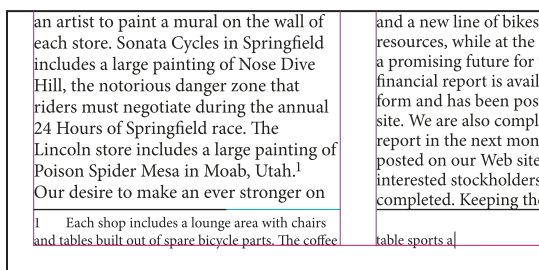 an artist to paint a mural on the wall of
each store. Sonata Cycles in Springfield
includes a large painting of Nose Dive
Hill, the notorious danger zone that
riders must negotiate during the annual
24 Hours of Springfield race. The
Lincoln store includes a large painting of
Poison Spider Mesa in Moab, Utah.1
Our desire to make an ever stronger on
1 Each shop includes a lounge area with chairs
and tables built out of spare bicycle parts. The coffee
and a new line of bikes
resources, while at the
a promising future for
financial report is avail
form and has been pos
site. We are also compl
report in the next mon
posted on our Web site
interested stockholders
completed. Keeping the
table sports a